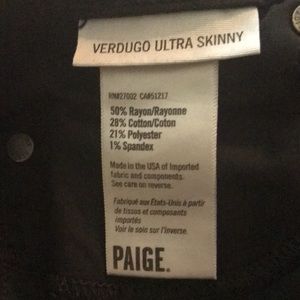 VERDUGO ULTRA SKINNY
RN#27002 CA#51217
50% Rayon/Rayonne
28% Cotton/Coton
21% Polyester
1% Spandex
Made in the USA of Imported
fabric and components.
See care on reverse.
Fabriqué aux États-Unis à partir
de tissus et composants
importés
Voir le soin sur l'inverse.
PAIGE.